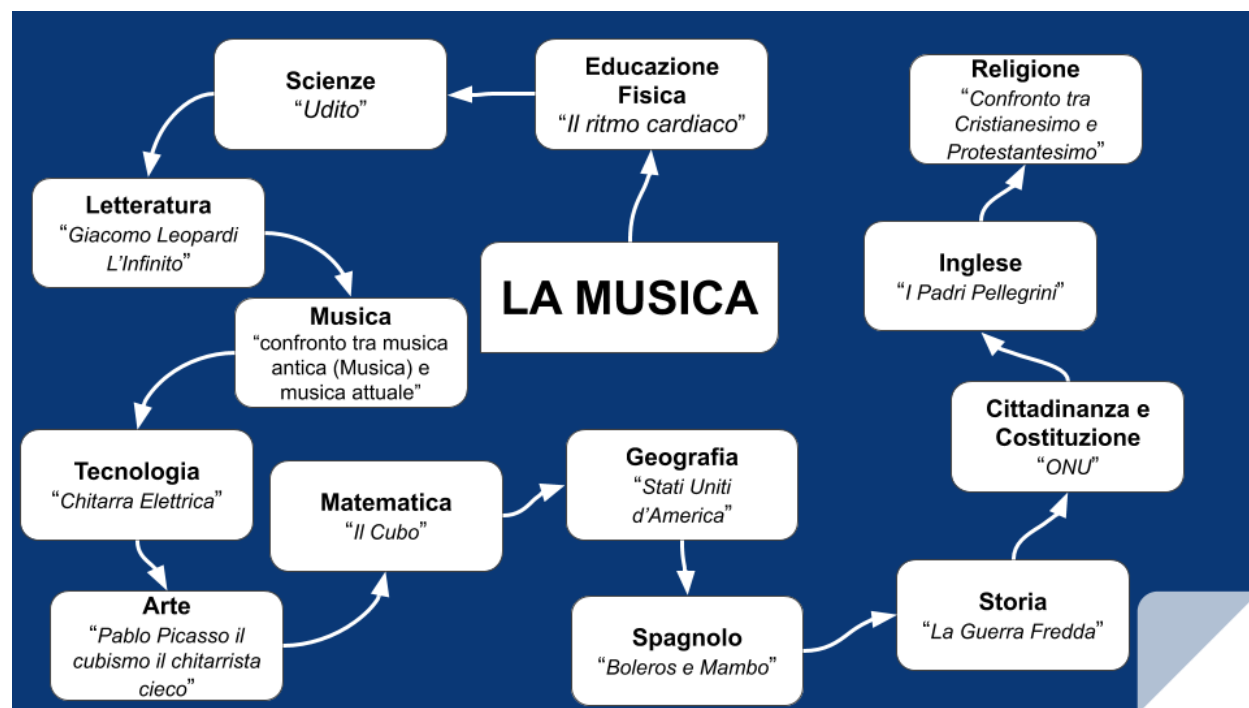 LA MUSICA
Educazione
Fisica
“Il ritmo cardiaco”
Scienze
“Udito”
Letteratura
“Giacomo Leopardi
L’Infinito”
Musica
“confronto tra musica
antica (Musica) e
musica attuale”
Tecnologia
“Chitarra Elettrica”
Arte
“Pablo Picasso il
cubismo il chitarrista
cieco”
Matematica
“Il Cubo”
Geografia
“Stati Uniti
d’America”
Spagnolo
“Boleros e Mambo”
Storia
“La Guerra Fredda”
Cittadinanza e
Costituzione
“ONU”
Inglese
“I Padri Pellegrini”
Religione
“Confronto tra
Cristianesimo e
Protestantesimo”